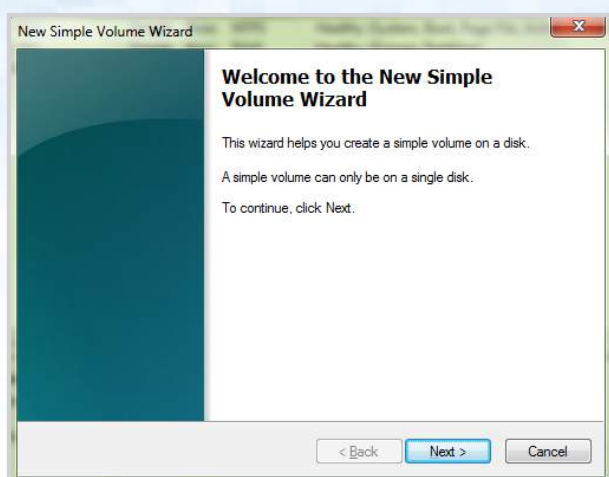 New Simple Volume Wizard
Welcome to the New Simple
Volume Wizard
This wizard helps you create a simple volume on a disk.
A simple volume can only be on a single disk.
To continue, click Next.
< Back
Next >
Cancel